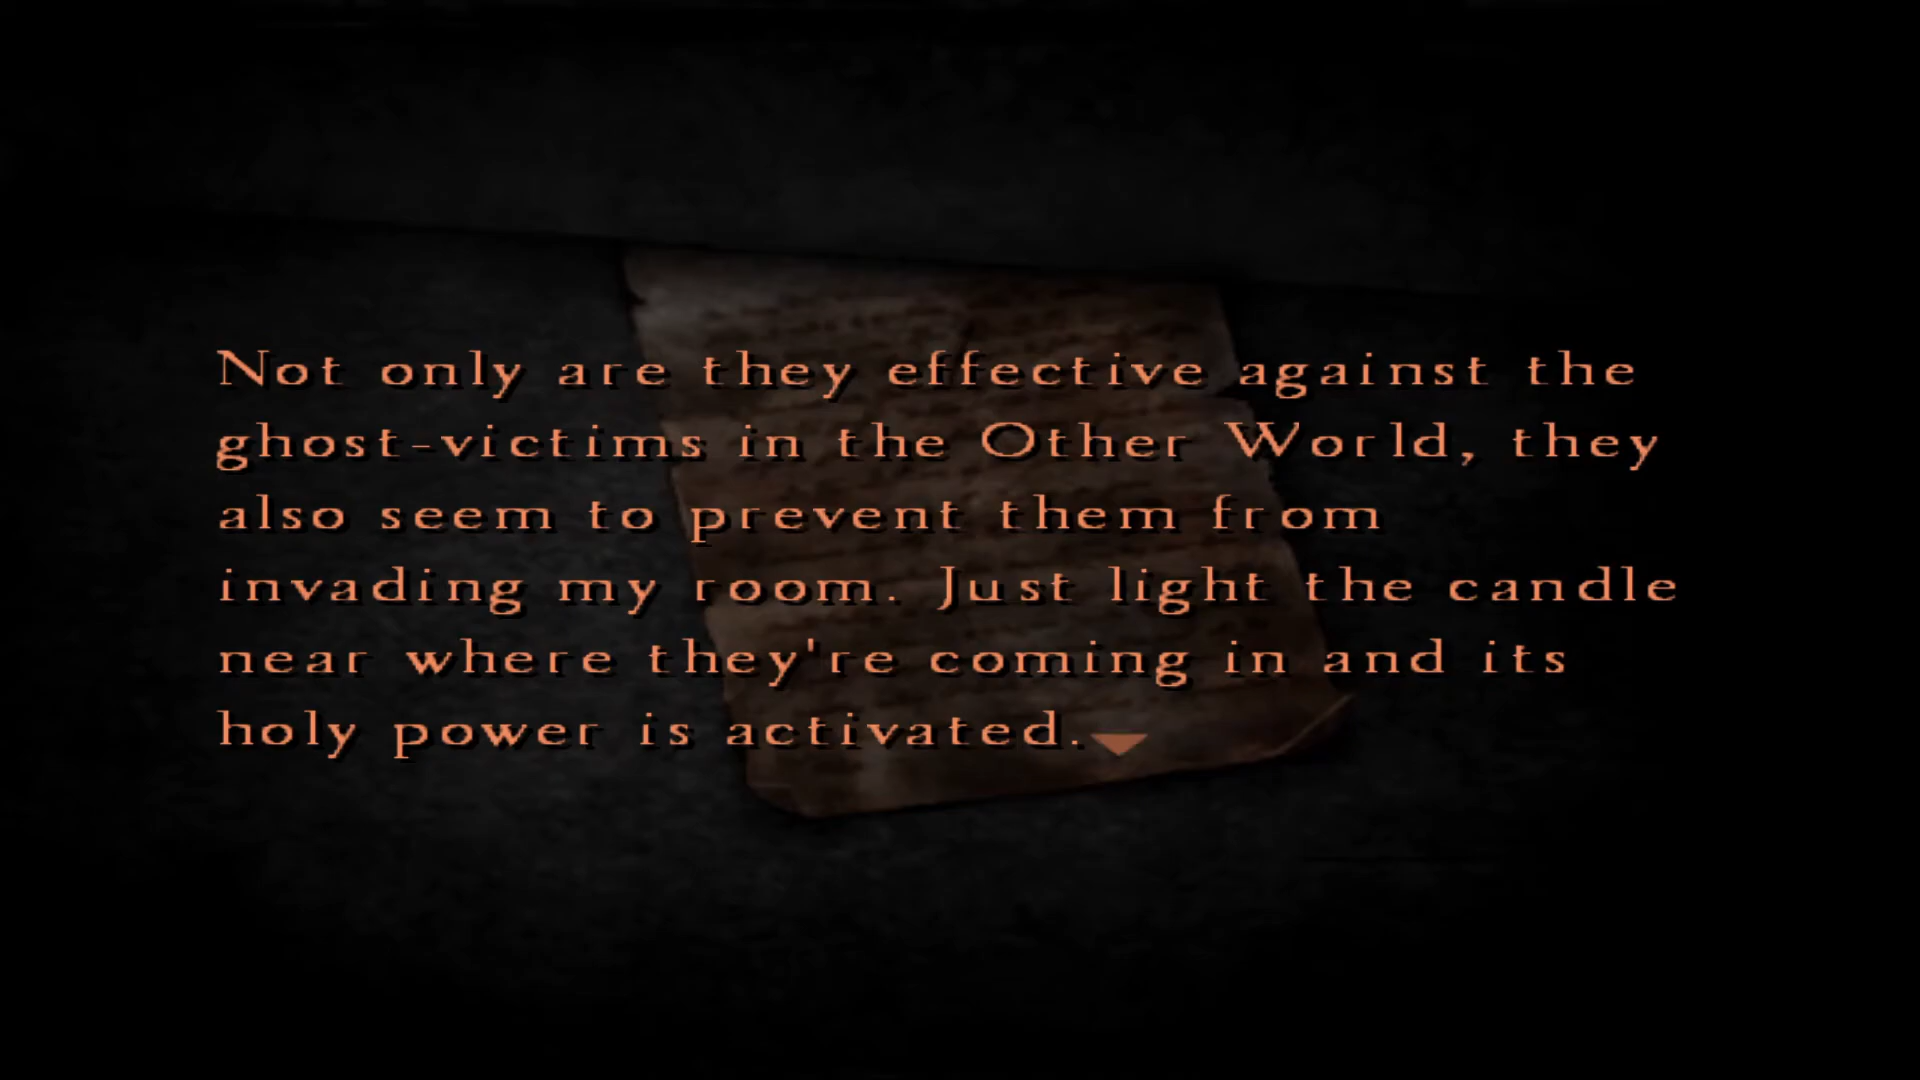 Not only are they effective against the
ghost-victims in the Other World, they
also seem to prevent them from
invading my room. Just light the candle
near where they're coming in and its
holy power is activated.